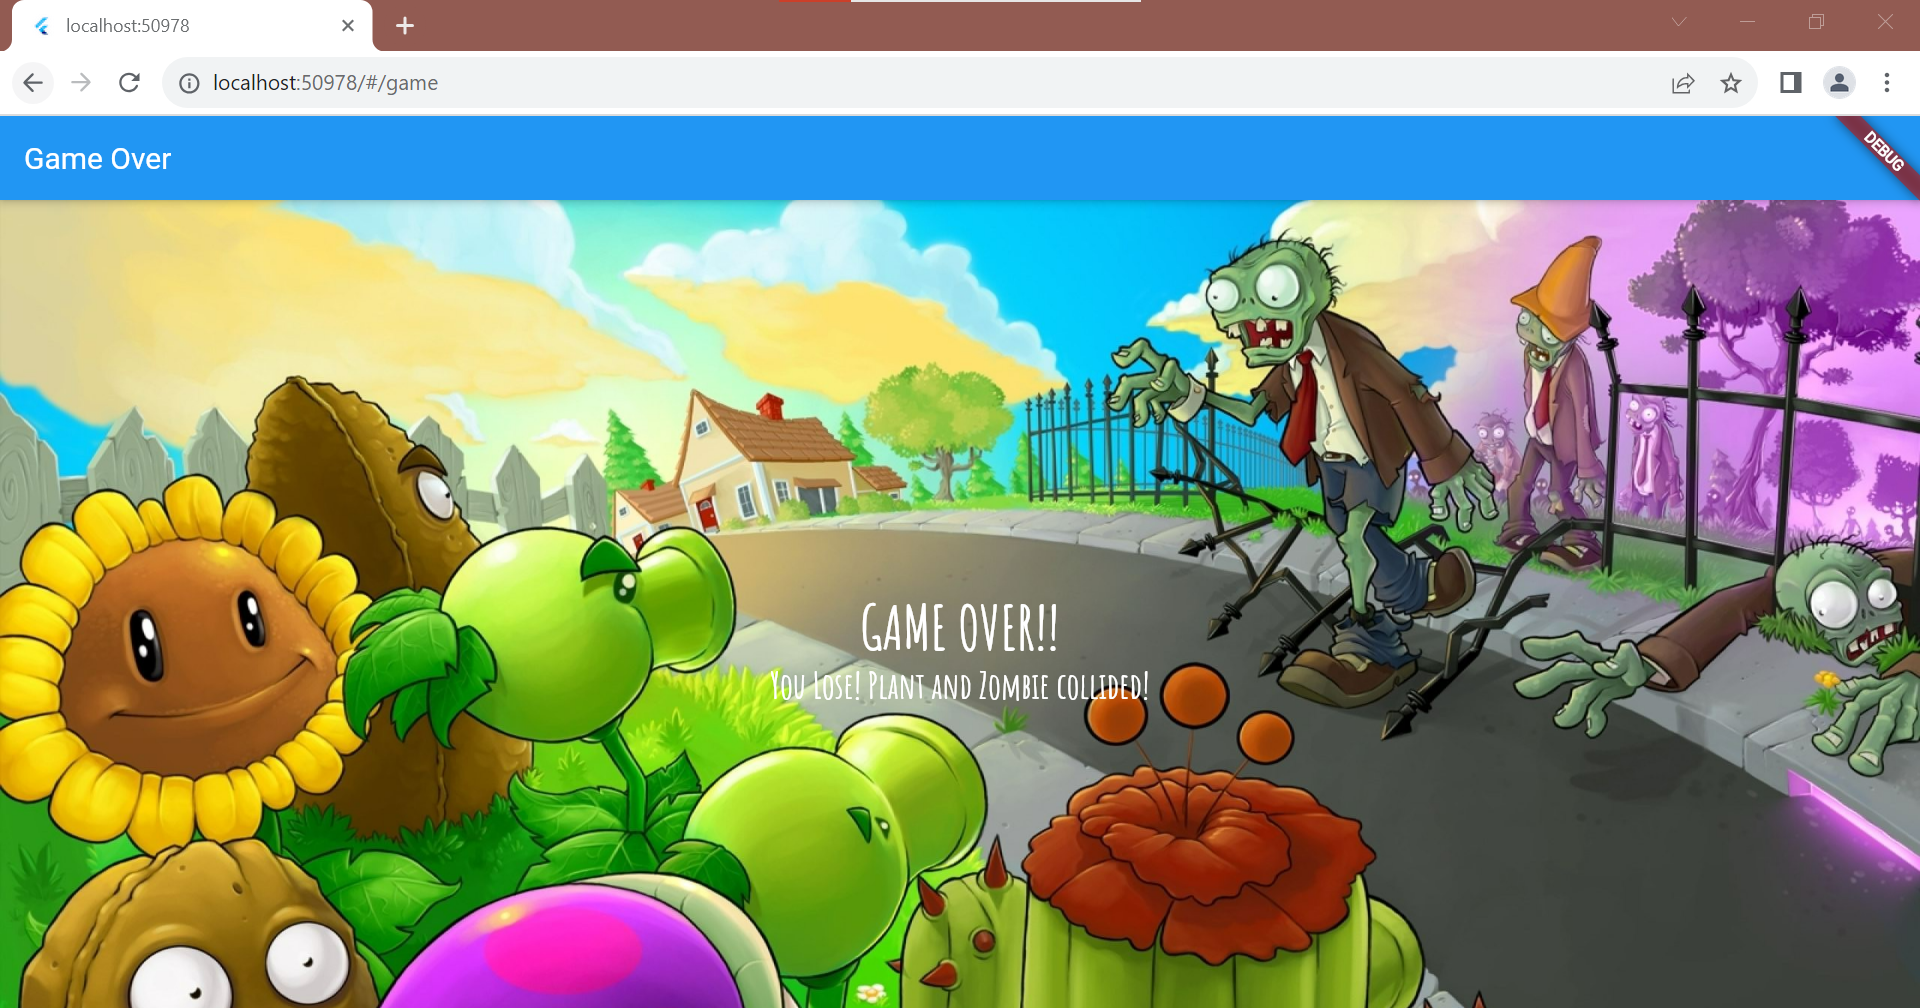 localhost:50978
localhost:50978/#/game
Game Over
DEBUG
GAME OVER!!
You Lose! Plant and Zombie collided!